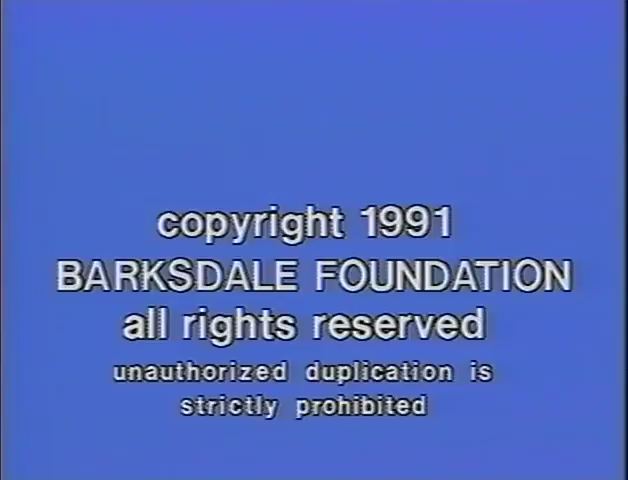 copyright 1991
BARKSDALE FOUNDATION
all rights reserved
unauthorized duplication is
strictly prohibited